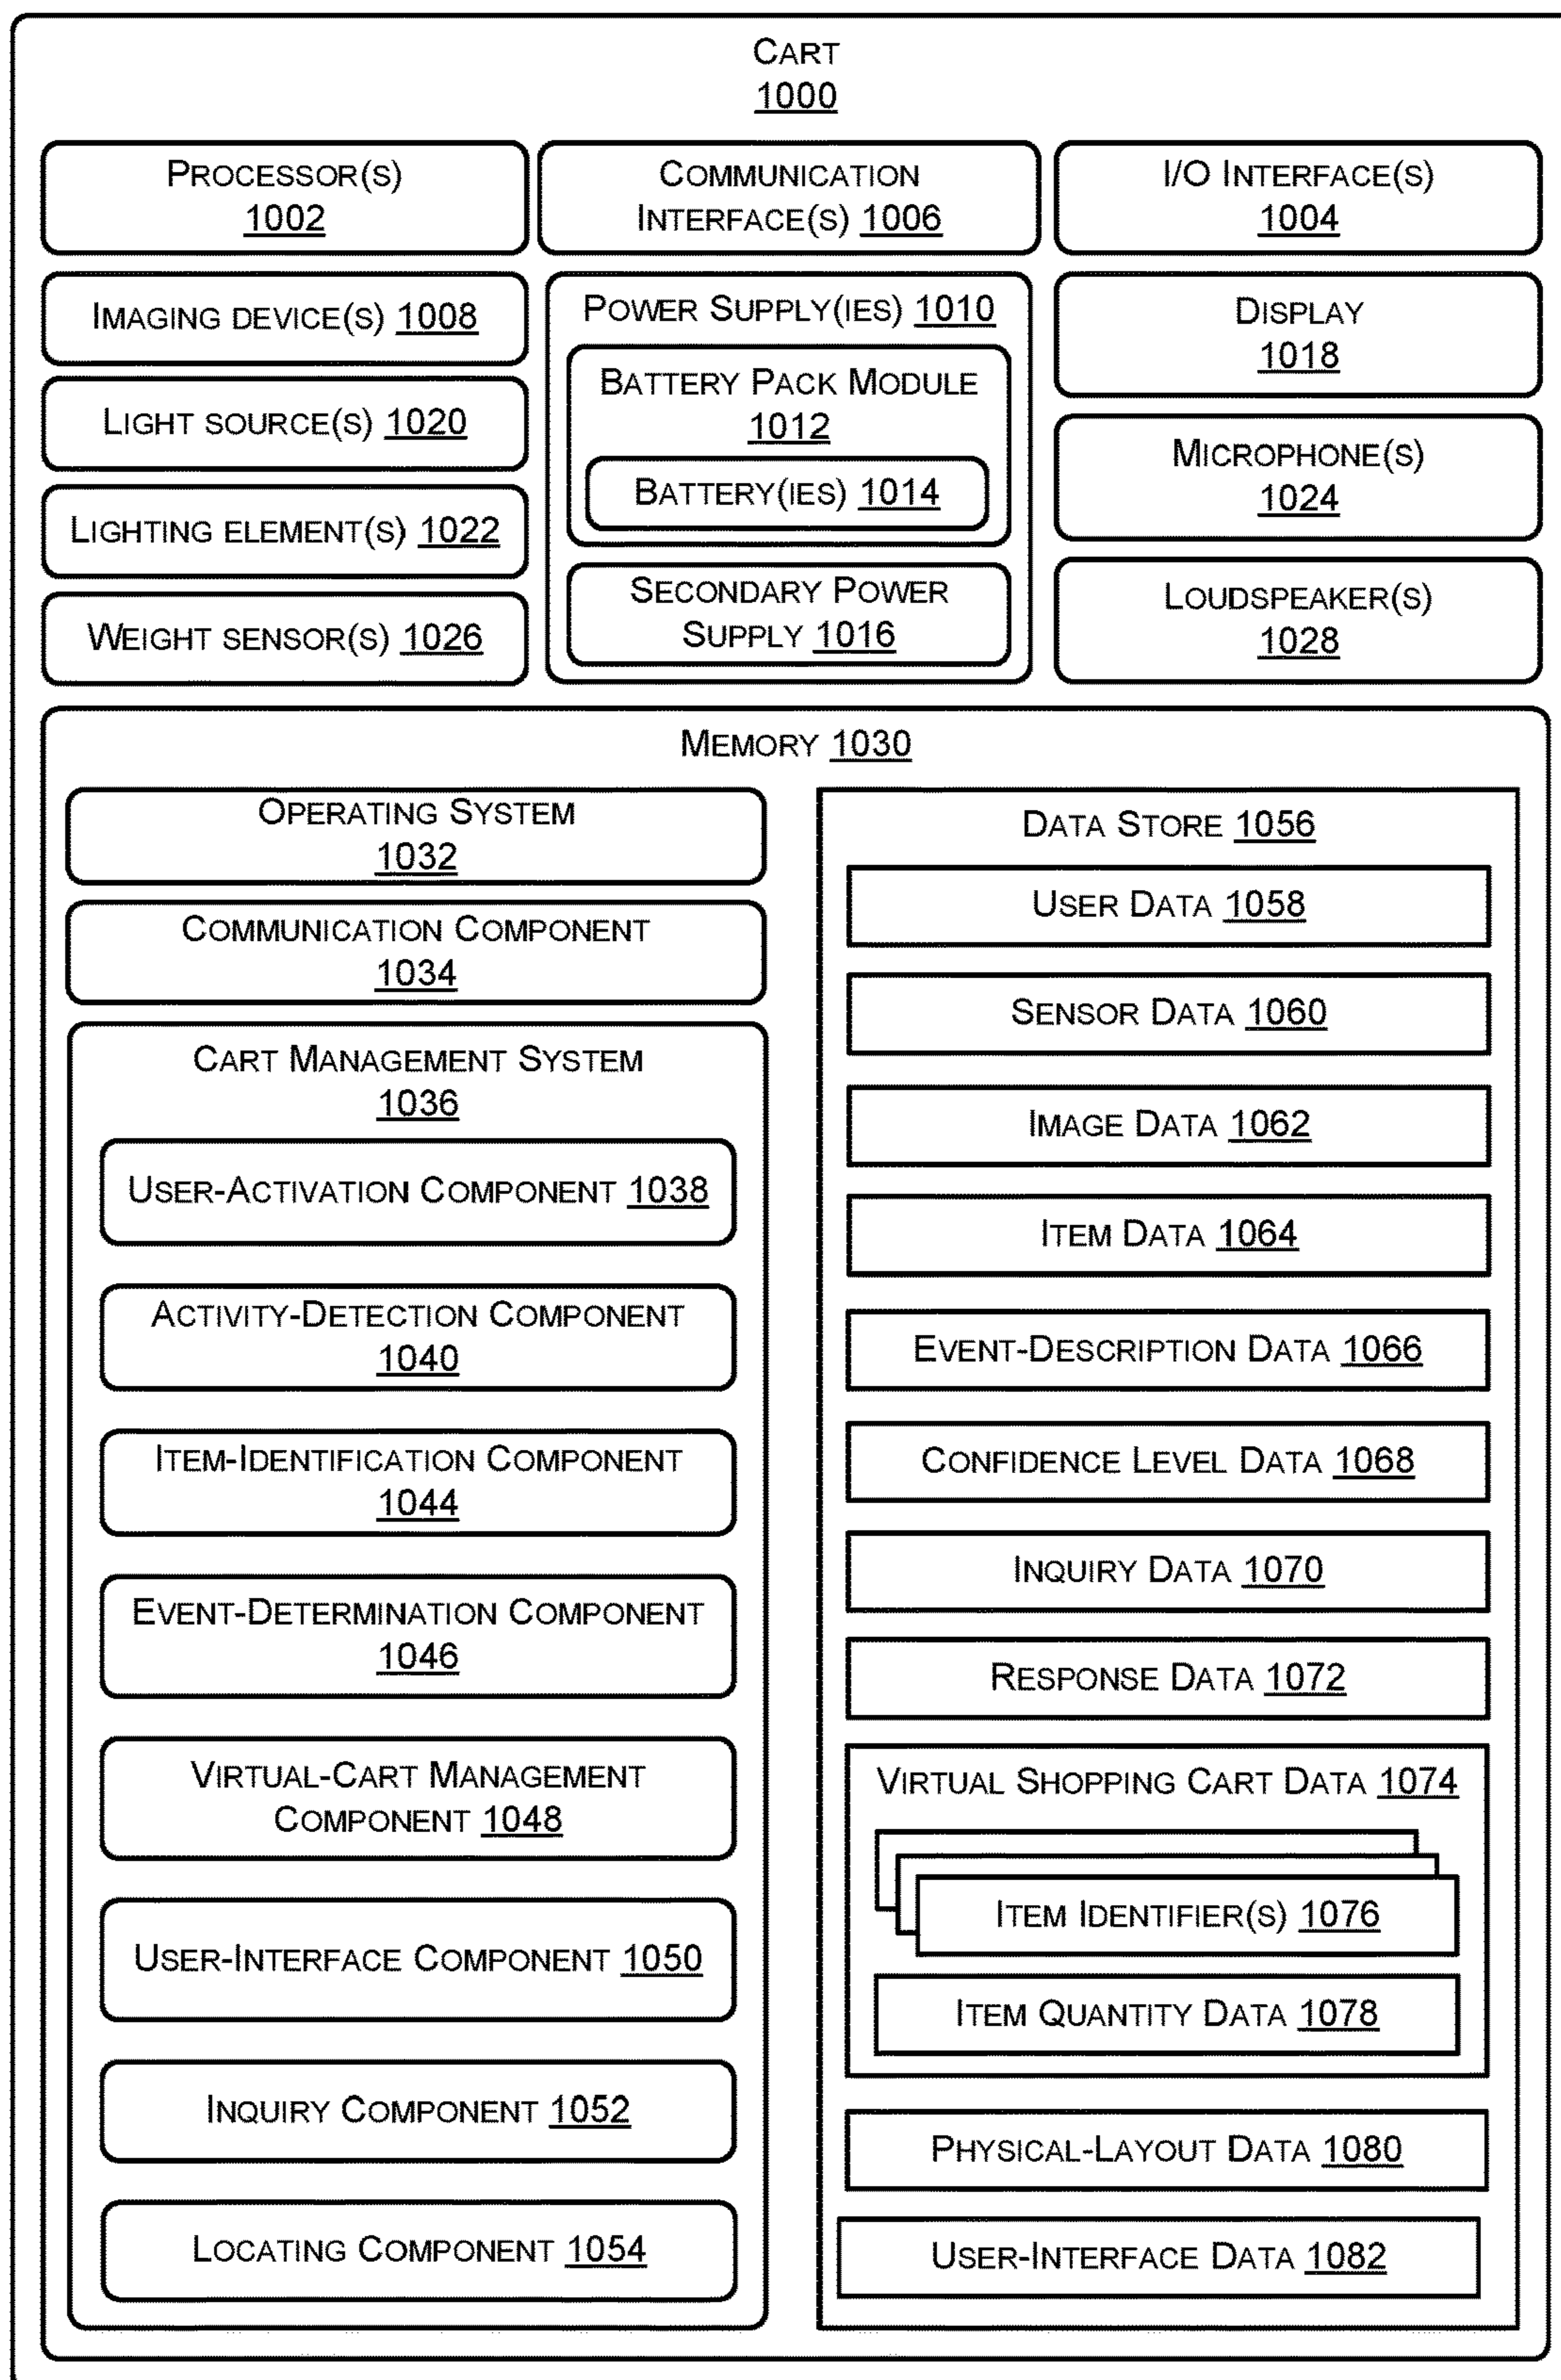 CART
1000
PROCESSOR(S)
1002
COMMUNICATION
INTERFACE(S) 1006
I/O INTERFACE(S)
1004
IMAGING DEVICE(S) 1008
LIGHT SOURCE(S) 1020
LIGHTING ELEMENT(S) 1022
WEIGHT SENSOR(S) 1026
POWER SUPPLY(IES) 1010
BATTERY PACK MODULE
1012
BATTERY(IES) 1014
SECONDARY POWER
SUPPLY 1016
DISPLAY
1018
MICROPHONE(S)
1024
LOUDSPEAKER(S)
1028
MEMORY 1030
OPERATING SYSTEM
1032
COMMUNICATION COMPONENT
1034
CART MANAGEMENT SYSTEM
1036
USER-ACTIVATION COMPONENT 1038
ACTIVITY-DETECTION COMPONENT
1040
ITEM-IDENTIFICATION COMPONENT
1044
EVENT-DETERMINATION COMPONENT
1046
VIRTUAL-CART MANAGEMENT
COMPONENT 1048
USER-INTERFACE COMPONENT 1050
INQUIRY COMPONENT 1052
LOCATING COMPONENT 1054
DATA STORE 1056
USER DATA 1058
SENSOR DATA 1060
IMAGE DATA 1062
ITEM DATA 1064
EVENT-DESCRIPTION DATA 1066
CONFIDENCE LEVEL DATA 1068
INQUIRY DATA 1070
RESPONSE DATA 1072
VIRTUAL SHOPPING CART DATA 1074
ITEM IDENTIFIER(S) 1076
ITEM QUANTITY DATA 1078
PHYSICAL-LAYOUT DATA 1080
USER-INTERFACE DATA 1082